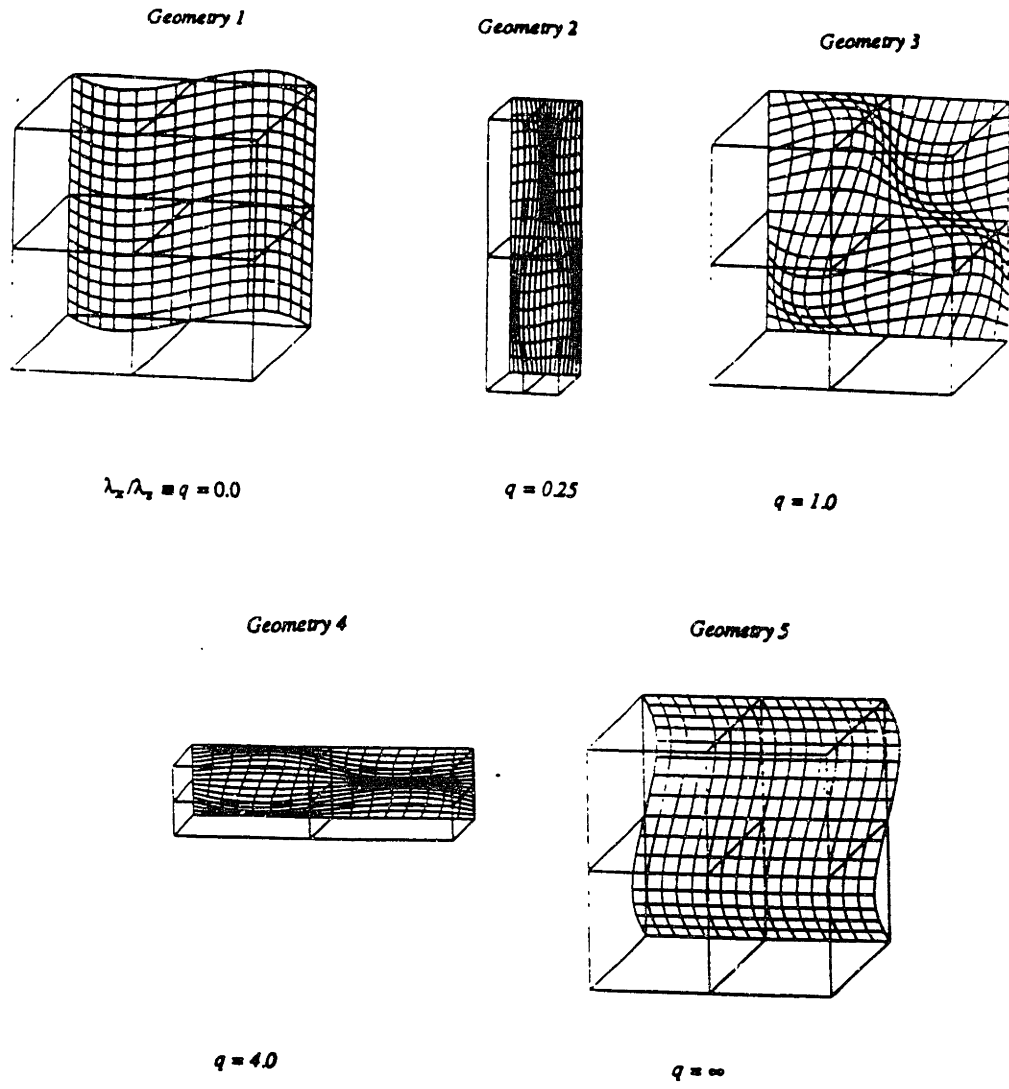 Geometry 1
Geometry 2
Geometry 3
λx/λz ≡ q = 0.0
q = 0.25
q = 1.0
Geometry 4
Geometry 5
q = 4.0
q = ∞